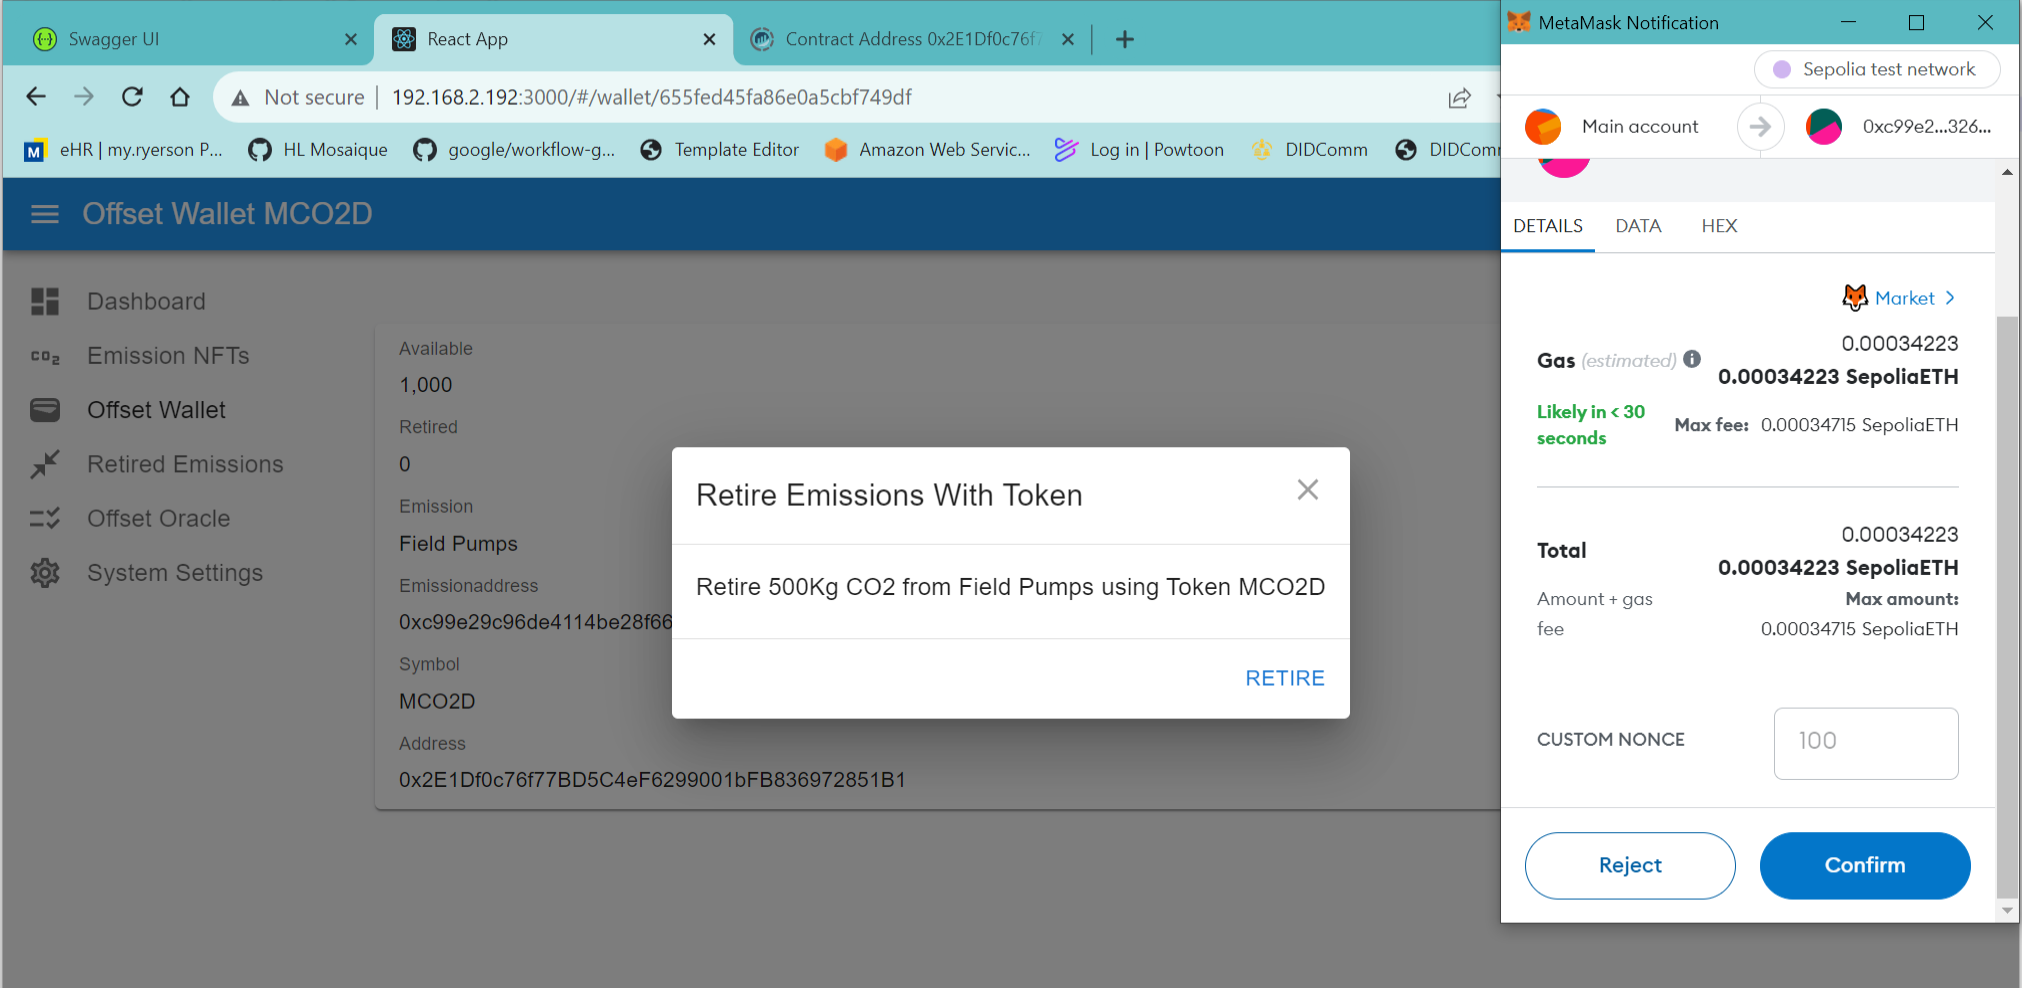 Swagger UI
React App
Contract Address 0x2E1Df0c76f7
MetaMask Notification
Not secure
192.168.2.192:3000/#/wallet/655fed45fa86e0a5cbf749df
Sepolia test network
M eHR | my.ryerson P...
HL Mosaique
google/workflow-g...
Template Editor
Amazon Web Servic...
Log in | Powtoon
DIDComm
DIDComm
Main account
0xc99e2...326...
Offset Wallet MCO2D
Dashboard
CO2 Emission NFTs
Offset Wallet
Retired Emissions
Offset Oracle
System Settings
Available
1,000
Retired
0
Emission
Field Pumps
Emissionaddress
0xc99e29c96de4114be28f66
Symbol
MCO2D
Address
0x2E1Df0c76f77BD5C4eF6299001bFB836972851B1
Retire Emissions With Token
Retire 500Kg CO2 from Field Pumps using Token MCO2D
RETIRE
DETAILS DATA HEX
Market
0.00034223
Gas (estimated) 0.00034223 SepoliaETH
Likely in < 30
seconds
Max fee: 0.00034715 SepoliaETH
0.00034223
Total
0.00034223 SepoliaETH
Amount + gas
fee
Max amount:
0.00034715 SepoliaETH
CUSTOM NONCE 100
Reject Confirm